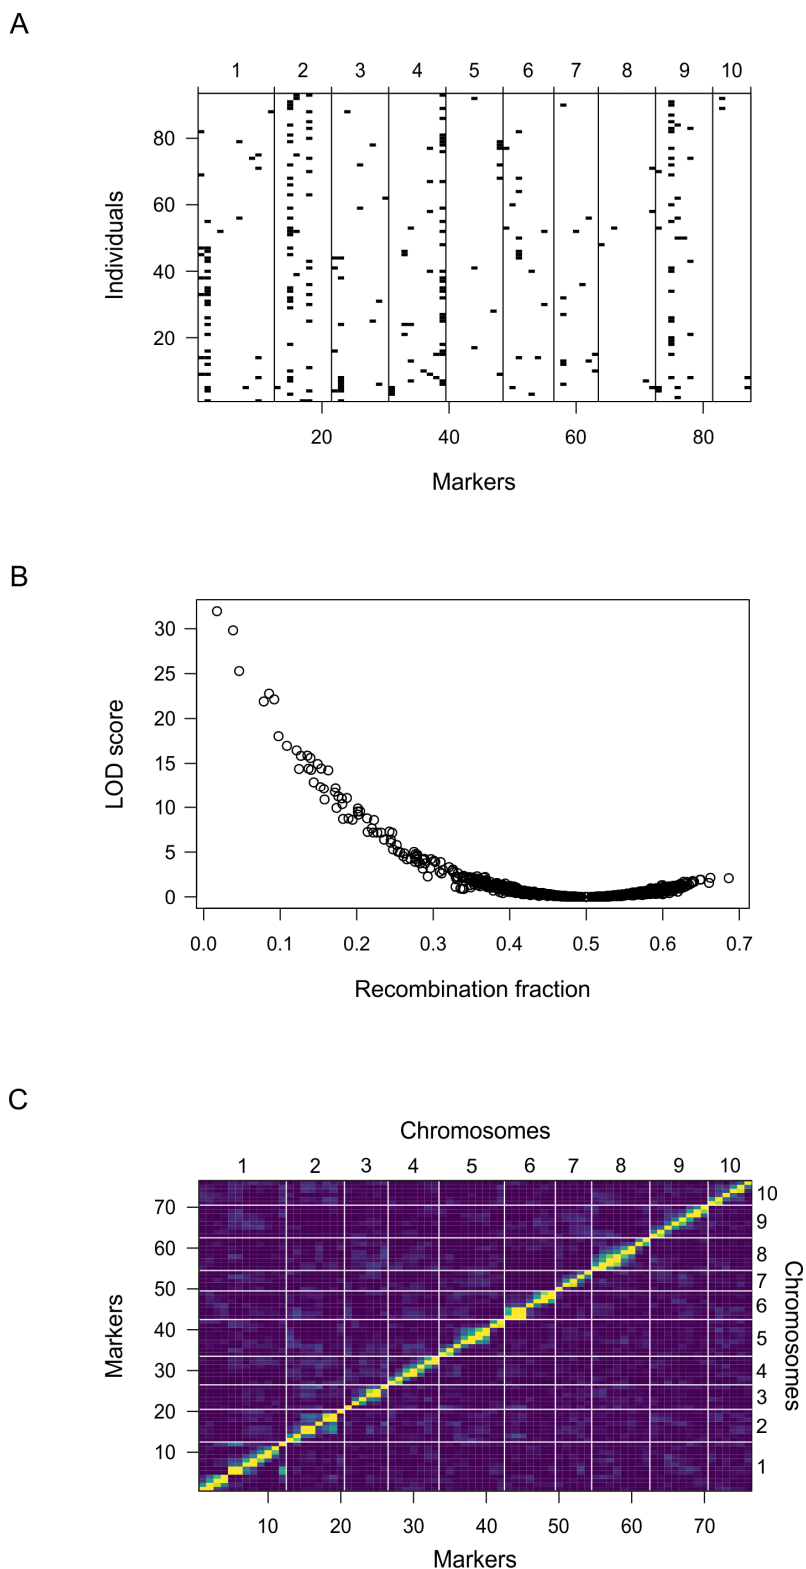 A
1 2 3 4 5 6 7 8 9 10
80
60
40
20
Individuals
20 40 60 80
Markers
B
30
25
20
15
10
5
0
LOD score
0.0 0.1 0.2 0.3 0.4 0.5 0.6 0.7
Recombination fraction
C
Chromosomes
1 2 3 4 5 6 7 8 9 10
70
60
50
40
30
20
10
Markers
10
9
8
7
6
5
4
3
2
1
Chromosomes
10 20 30 40 50 60 70
Markers